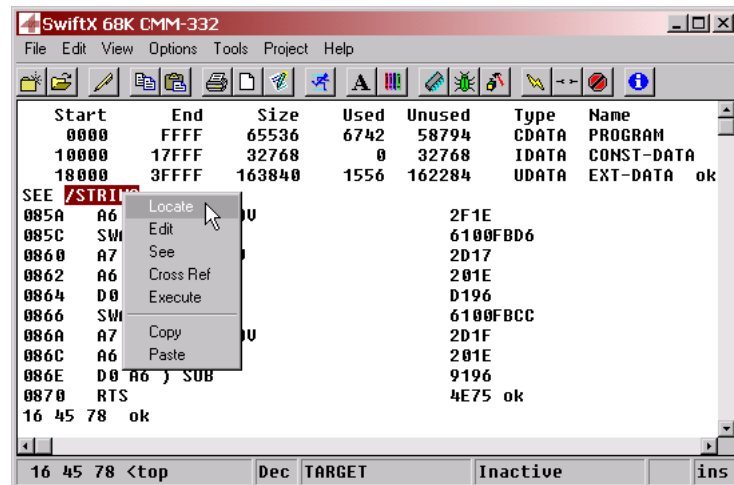 SwiftX 68K CMM-332
File Edit View Options Tools Project Help
Start End Size Used Unused Type Name
0000 FFFF 65536 6742 58794 CDATA PROGRAM
10000 17FFF 32768 0 32768 IDATA CONST-DATA
18000 3FFFF 163840 1556 162284 UDATA EXT-DATA ok
SEE /STRING
085A A6 2F1E
085C 6100FBD6
0860 A7 2D17
0862 A6 201E
0864 D0 D196
0866 6100FBCC
086A A7 2D1F
086C A6 201E
086E D0 A6 ) SUB 9196
0870 RTS 4E75 ok
16 45 78 ok
Locate
Edit
See
Cross Ref
Execute
Copy
Paste
16 45 78 <top Dec TARGET Inactive ins